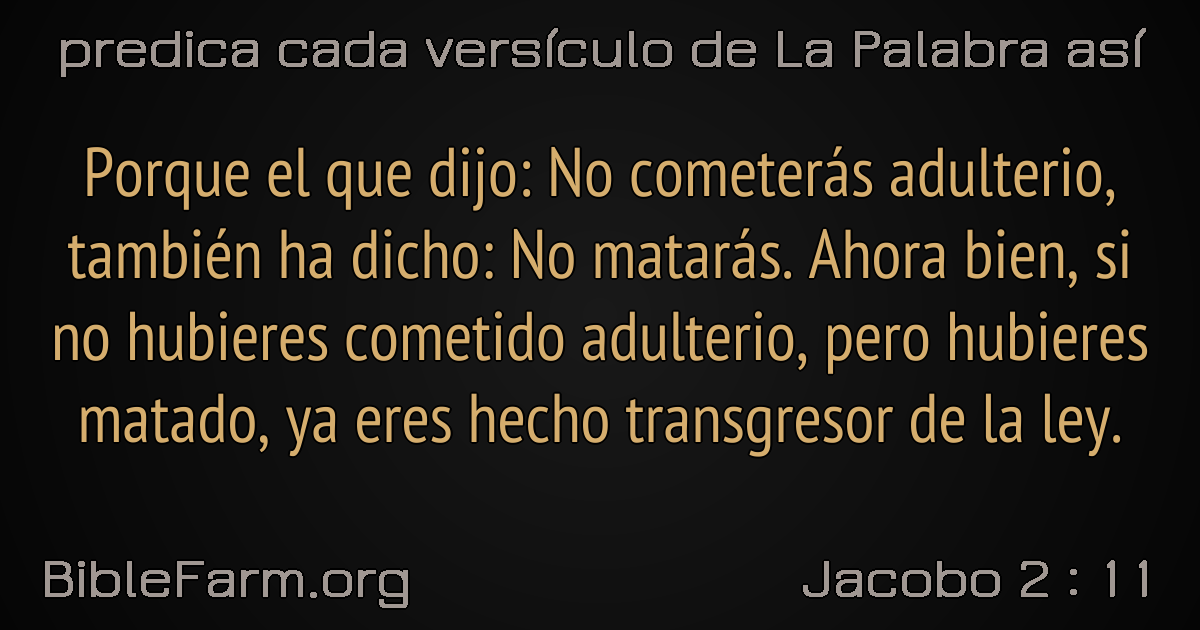 predica cada versículo de La Palabra así
Porque el que dijo: No cometerás adulterio,
también ha dicho: No matarás. Ahora bien, si
no hubieres cometido adulterio, pero hubieres
matado, ya eres hecho transgresor de la ley.
BibleFarm.org
Jacobo 2 : 11